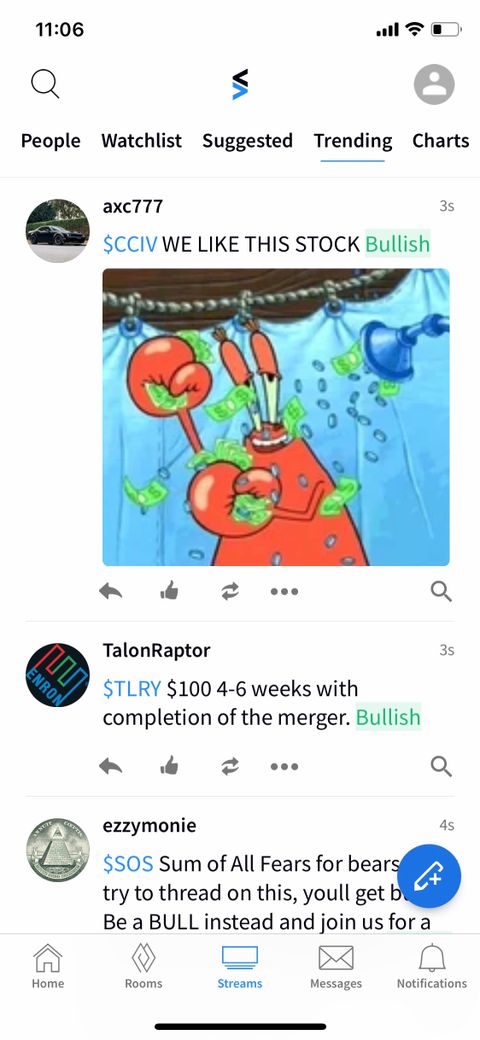 11:06
People Watchlist Suggested Trending Charts
axc777 3s
$CCIV WE LIKE THIS STOCK Bullish
TalonRaptor 3s
ENRON
$TLRY $100 4-6 weeks with
completion of the merger. Bullish
ezzymonie 4s
$SOS Sum of All Fears for bears
try to thread on this, youll get
Be a BULL instead and join us for a
Home Rooms Streams Messages Notifications